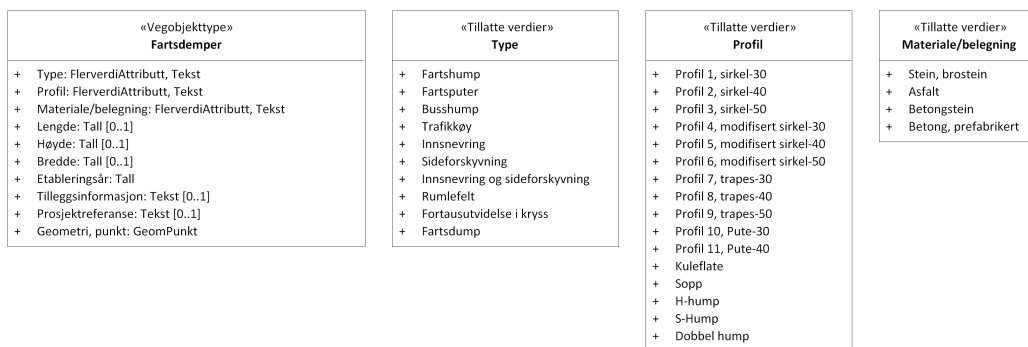 «Vegobjekttype»
Fartsdemper
+ Type: FlerverdiAttributt, Tekst
+ Profil: FlerverdiAttributt, Tekst
+ Materiale/belegning: FlerverdiAttributt, Tekst
+ Lengde: Tall [0..1]
+ Høyde: Tall [0..1]
+ Bredde: Tall [0..1]
+ Etableringsår: Tall
+ Tilleggsinformasjon: Tekst [0..1]
+ Prosjektreferanse: Tekst [0..1]
+ Geometri, punkt: GeomPunkt
«Tillatte verdier»
Type
+ Fartshump
+ Fartsputer
+ Busshump
+ Trafikkøy
+ Innsnevring
+ Sideforskyvning
+ Innsnevring og sideforskyvning
+ Rumlefelt
+ Fortausutvidelse i kryss
+ Fartsdump
«Tillatte verdier»
Profil
+ Profil 1, sirkel-30
+ Profil 2, sirkel-40
+ Profil 3, sirkel-50
+ Profil 4, modifisert sirkel-30
+ Profil 5, modifisert sirkel-40
+ Profil 6, modifisert sirkel-50
+ Profil 7, trapes-30
+ Profil 8, trapes-40
+ Profil 9, trapes-50
+ Profil 10, Pute-30
+ Profil 11, Pute-40
+ Kuleflate
+ Sopp
+ H-hump
+ S-Hump
+ Dobbel hump
«Tillatte verdier»
Materiale/belegning
+ Stein, brostein
+ Asfalt
+ Betongstein
+ Betong, prefabrikert